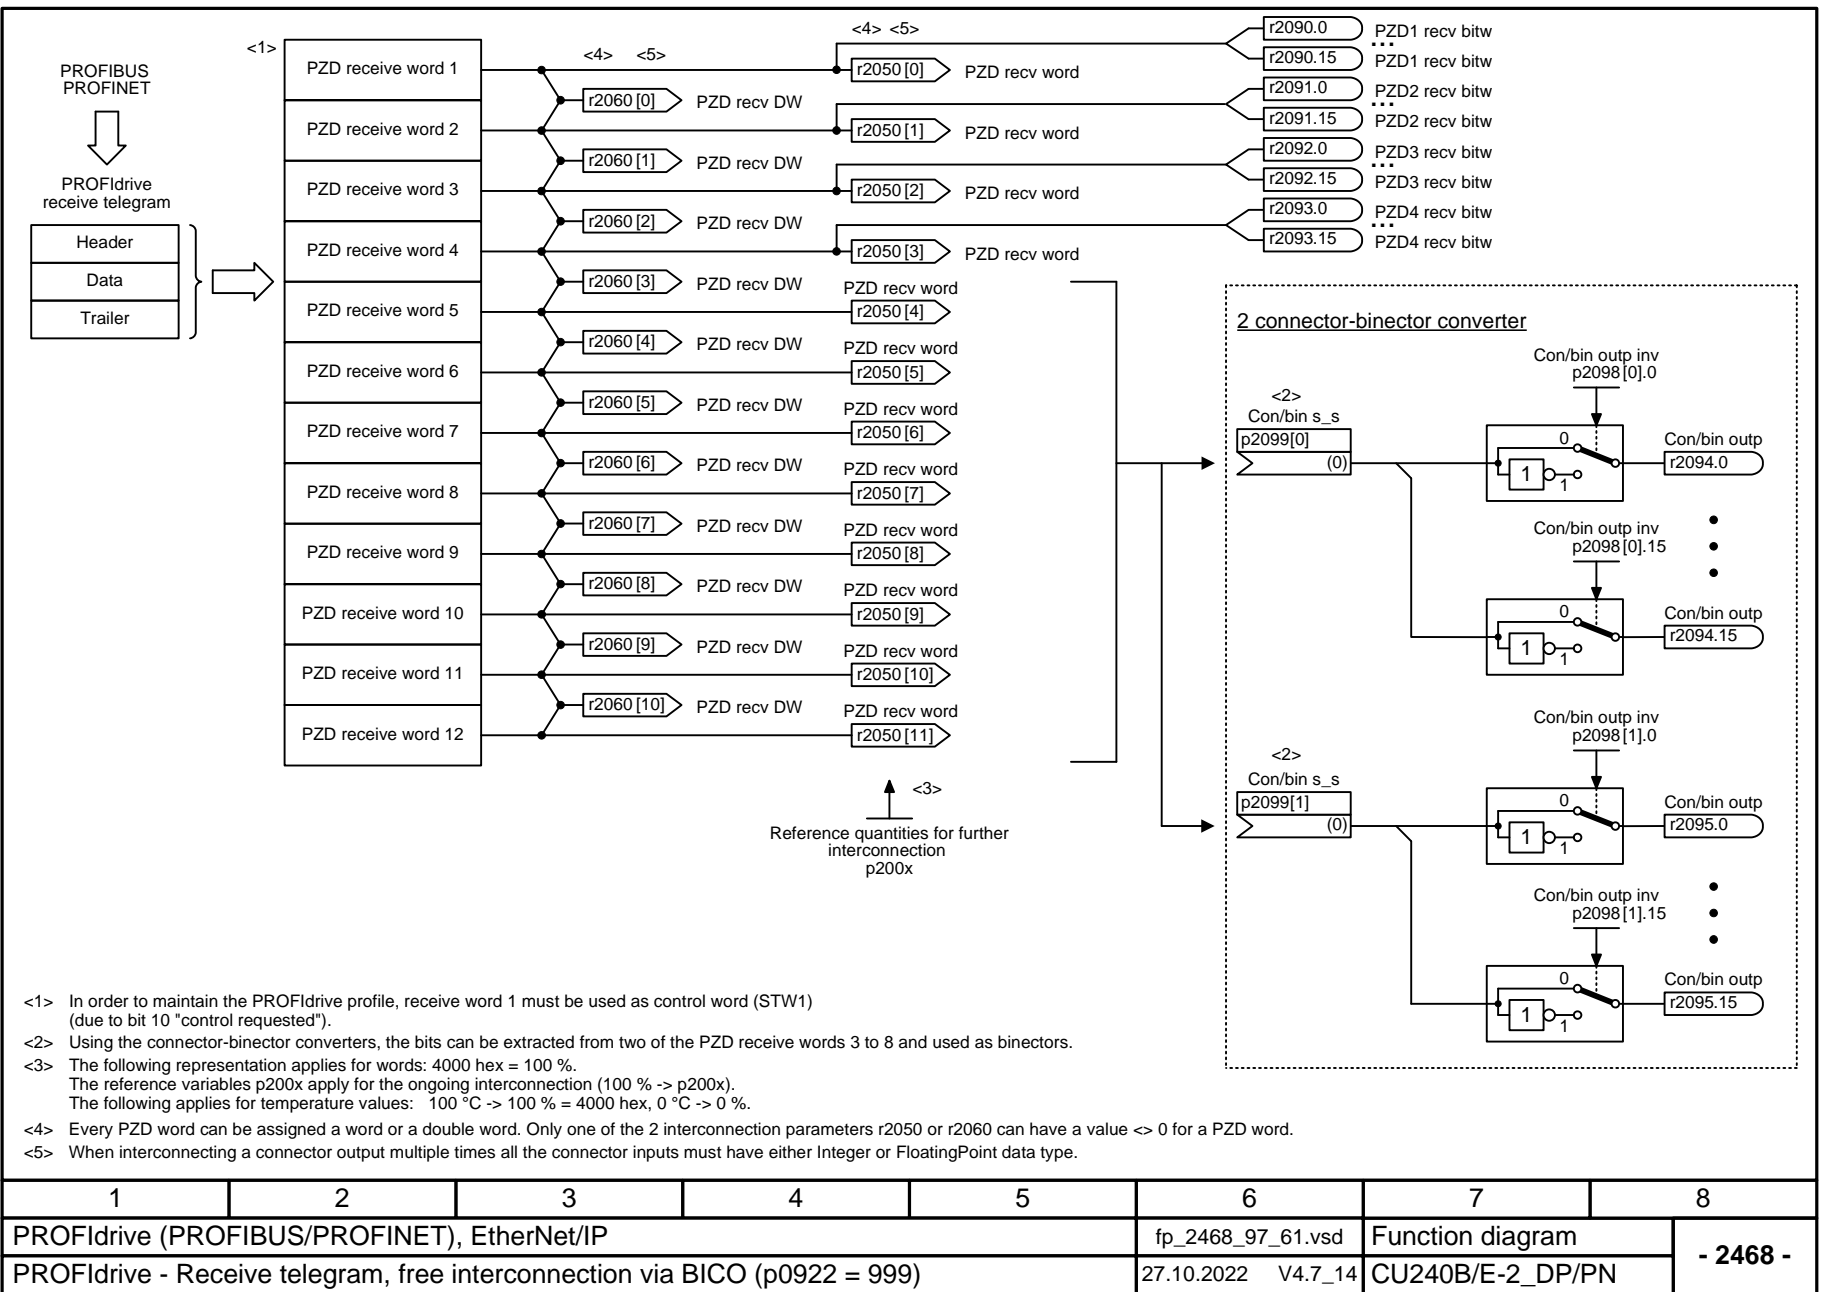 PROFIBUS
PROFINET
PROFIdrive
receive telegram
Header
Data
Trailer
<1>
PZD receive word 1
PZD receive word 2
PZD receive word 3
PZD receive word 4
PZD receive word 5
PZD receive word 6
PZD receive word 7
PZD receive word 8
PZD receive word 9
PZD receive word 10
PZD receive word 11
PZD receive word 12
<4> <5>
r2060[0] PZD recv DW
r2060[1] PZD recv DW
r2060[2] PZD recv DW
r2060[3] PZD recv DW
r2060[4] PZD recv DW
r2060[5] PZD recv DW
r2060[6] PZD recv DW
r2060[7] PZD recv DW
r2060[8] PZD recv DW
r2060[9] PZD recv DW
r2060[10] PZD recv DW
<4> <5>
r2050[0] PZD recv word
r2050[1] PZD recv word
r2050[2] PZD recv word
r2050[3] PZD recv word
PZD recv word
r2050[4]
PZD recv word
r2050[5]
PZD recv word
r2050[6]
PZD recv word
r2050[7]
PZD recv word
r2050[8]
PZD recv word
r2050[9]
PZD recv word
r2050[10]
PZD recv word
r2050[11]
<3>
Reference quantities for further
interconnection
p200x
r2090.0 PZD1 recv bitw
...
r2090.15 PZD1 recv bitw
r2091.0 PZD2 recv bitw
...
r2091.15 PZD2 recv bitw
r2092.0 PZD3 recv bitw
...
r2092.15 PZD3 recv bitw
r2093.0 PZD4 recv bitw
...
r2093.15 PZD4 recv bitw
2 connector-binector converter
Con/bin outp inv
p2098[0].0
<2>
Con/bin s_s
p2099[0]
(0)
0
1
1
Con/bin outp
r2094.0
Con/bin outp inv
p2098[0].15
0
1
1
Con/bin outp
r2094.15
Con/bin outp inv
p2098[1].0
<2>
Con/bin s_s
p2099[1]
(0)
0
1
1
Con/bin outp
r2095.0
Con/bin outp inv
p2098[1].15
0
1
1
Con/bin outp
r2095.15
<1> In order to maintain the PROFIdrive profile, receive word 1 must be used as control word (STW1)
(due to bit 10 "control requested").
<2> Using the connector-binector converters, the bits can be extracted from two of the PZD receive words 3 to 8 and used as binectors.
<3> The following representation applies for words: 4000 hex = 100 %.
The reference variables p200x apply for the ongoing interconnection (100 % -> p200x).
The following applies for temperature values: 100 °C -> 100 % = 4000 hex, 0 °C -> 0 %.
<4> Every PZD word can be assigned a word or a double word. Only one of the 2 interconnection parameters r2050 or r2060 can have a value <> 0 for a PZD word.
<5> When interconnecting a connector output multiple times all the connector inputs must have either Integer or FloatingPoint data type.
1 2 3 4 5 6 7 8
PROFIdrive (PROFIBUS/PROFINET), EtherNet/IP
fp_2468_97_61.vsd
Function diagram
- 2468 -
PROFIdrive - Receive telegram, free interconnection via BICO (p0922 = 999)
27.10.2022 V4.7_14
CU240B/E-2_DP/PN